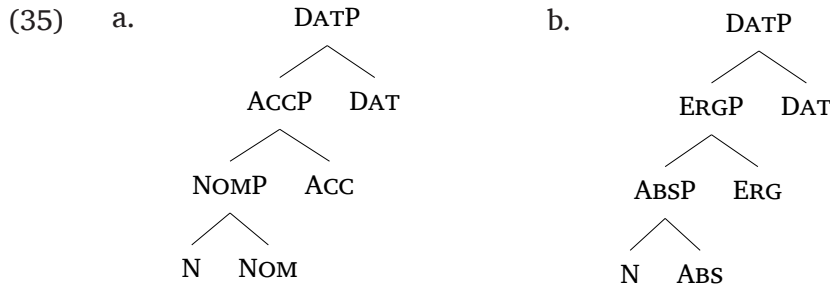 (35) a. DATP b. DATP
ACCP DAT ERGP DAT
NOMP ACC ABSP ERG
N NOM N ABS